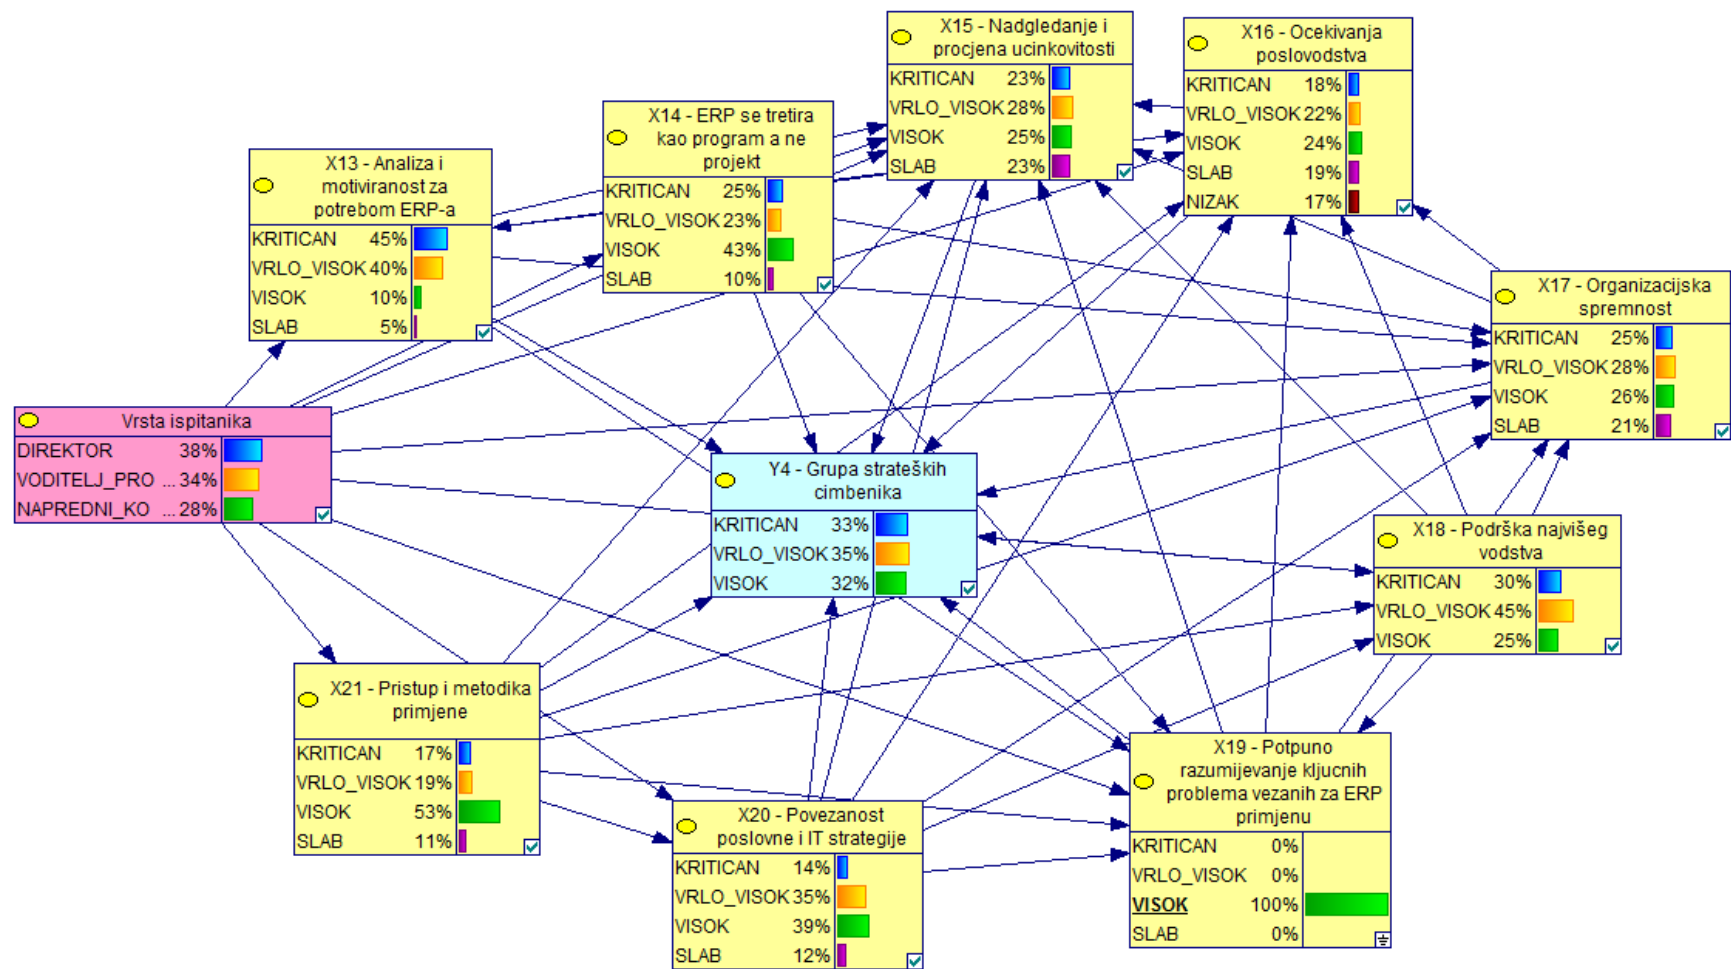 X15 - Nadgledanje i
procjena ucinkovitosti
KRITICAN 23%
VRLO_VISOK 28%
VISOK 25%
SLAB 23%
X16 - Ocekivanja
poslovodstva
KRITICAN 18%
VRLO_VISOK 22%
VISOK 24%
SLAB 19%
NIZAK 17%
X14 - ERP se tretira
kao program a ne
projekt
KRITICAN 25%
VRLO_VISOK 23%
VISOK 43%
SLAB 10%
X13 - Analiza i
motiviranost za
potrebom ERP-a
KRITICAN 45%
VRLO_VISOK 40%
VISOK 10%
SLAB 5%
X17 - Organizacijska
spremnost
KRITICAN 25%
VRLO_VISOK 28%
VISOK 26%
SLAB 21%
Vrsta ispitanika
DIREKTOR 38%
VODITELJ_PRO ... 34%
NAPREDNI_KO ... 28%
Y4 - Grupa strateških
cimbenika
KRITICAN 33%
VRLO_VISOK 35%
VISOK 32%
X18 - Podrška najvišeg
vodstva
KRITICAN 30%
VRLO_VISOK 45%
VISOK 25%
X21 - Pristup i metodika
primjene
KRITICAN 17%
VRLO_VISOK 19%
VISOK 53%
SLAB 11%
X20 - Povezanost
poslovne i IT strategije
KRITICAN 14%
VRLO_VISOK 35%
VISOK 39%
SLAB 12%
X19 - Potpuno
razumijevanje kljucnih
problema vezanih za ERP
primjenu
KRITICAN 0%
VRLO_VISOK 0%
VISOK 100%
SLAB 0%